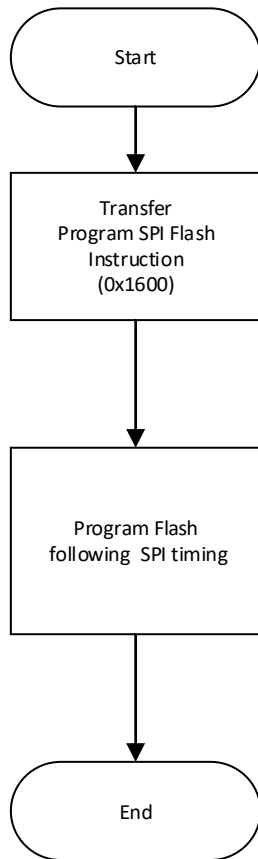 Start
Transfer
Program SPI Flash
Instruction
(0x1600)
Program Flash
following SPI timing
End